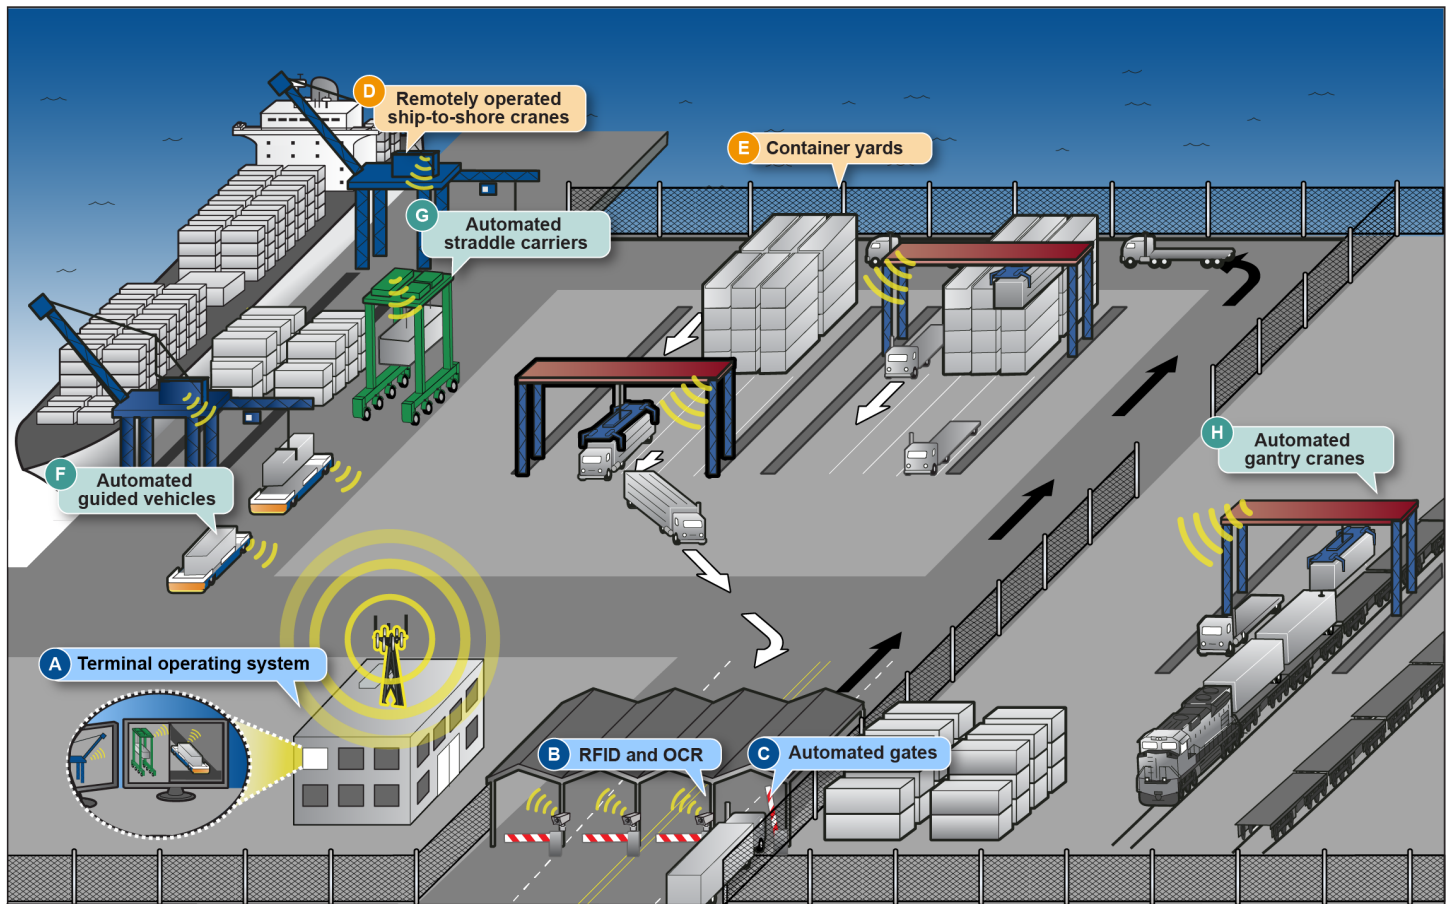 D
Remotely operated
ship-to-shore cranes
E
Container yards
G
Automated
straddle carriers
H
Automated
gantry cranes
F
Automated
guided vehicles
A
Terminal operating system
B
RFID and OCR
C
Automated gates